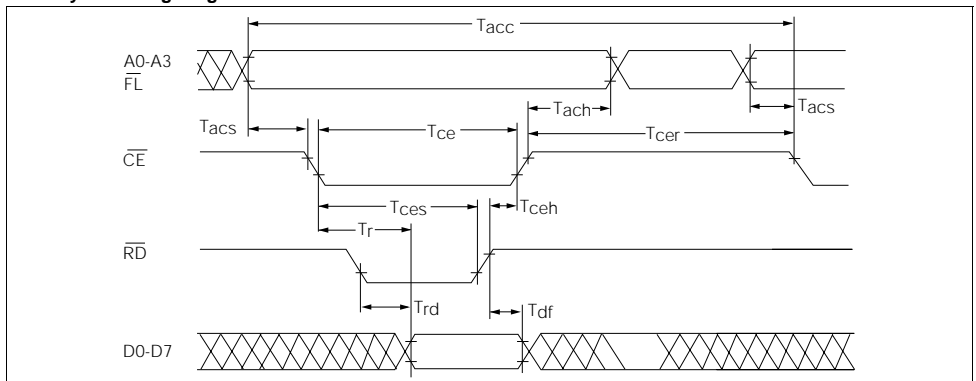 Tacc
A0-A3
FL
Tach
Tacs
Tacs
Tce
Tcer
CE
Tces
Tceh
Tr
RD
Trd
Tdf
D0-D7